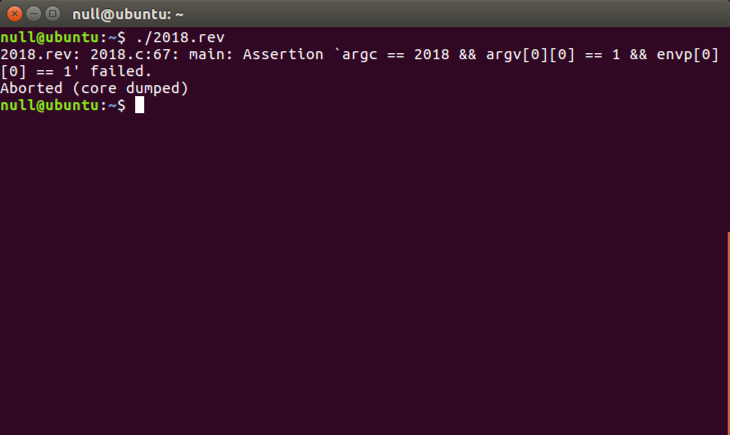 null@ubuntu: ~
null@ubuntu:~$ ./2018.rev
2018.rev: 2018.c:67: main: Assertion `argc == 2018 && argv[0][0] == 1 && envp[0]
[0] == 1' failed.
Aborted (core dumped)
null@ubuntu:~$